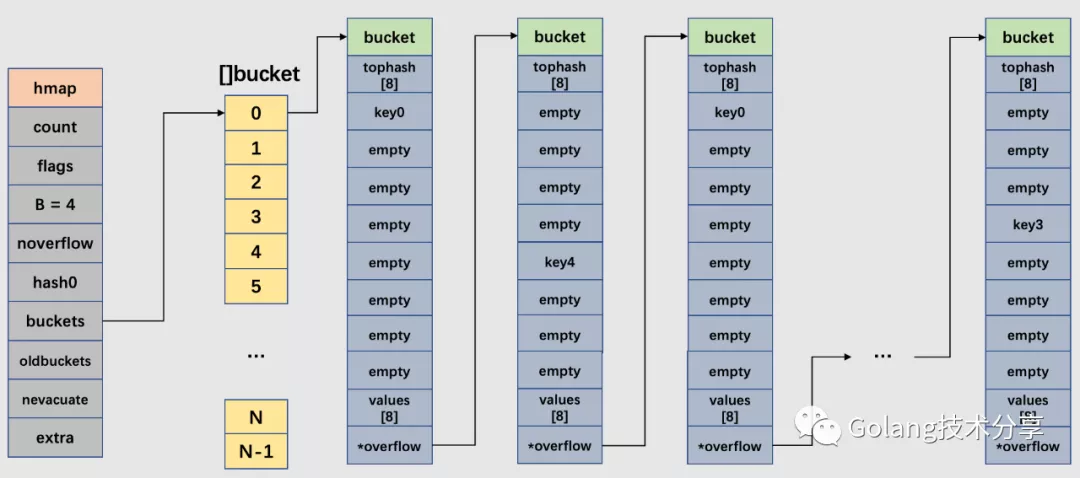 hmap
count
flags
B = 4
noverflow
hash0
buckets
oldbuckets
nevacuate
extra
[]bucket
0
1
2
3
4
5
...
N
N-1
bucket
tophash
[8]
key0
empty
empty
empty
empty
empty
empty
empty
values
[8]
*overflow
bucket
tophash
[8]
empty
empty
empty
empty
key4
empty
empty
empty
values
[8]
*overflow
bucket
tophash
[8]
key0
empty
empty
empty
empty
empty
empty
empty
values
[8]
*overflow
...
bucket
tophash
[8]
empty
empty
empty
key3
empty
empty
empty
empty
values
[8]
*overflow
Golang技术分享